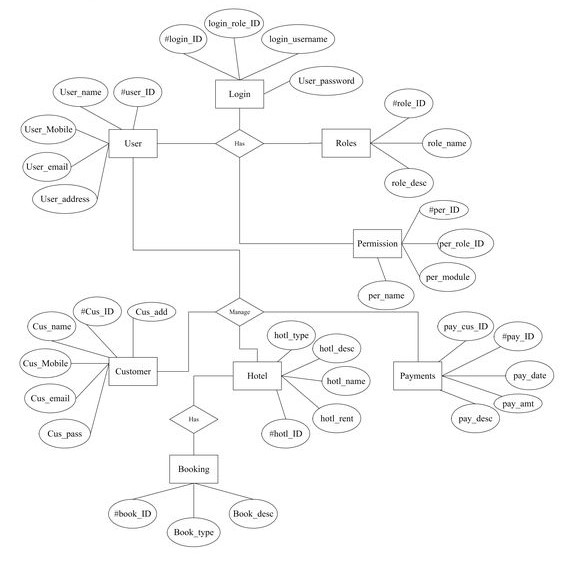 login_role_ID
#login_ID
login_username
User_password
Login
User_name
#user_ID
User_Mobile
User_email
User_address
User
Has
Roles
#role_ID
role_name
role_desc
Permission
#per_ID
per_role_ID
per_module
per_name
Manage
#Cus_ID
Cus_add
Cus_name
Cus_Mobile
Cus_email
Cus_pass
Customer
Hotel
hotl_type
hotl_desc
hotl_name
hotl_rent
#hotl_ID
Payments
pay_cus_ID
#pay_ID
pay_date
pay_amt
pay_desc
Has
Booking
#book_ID
Book_type
Book_desc